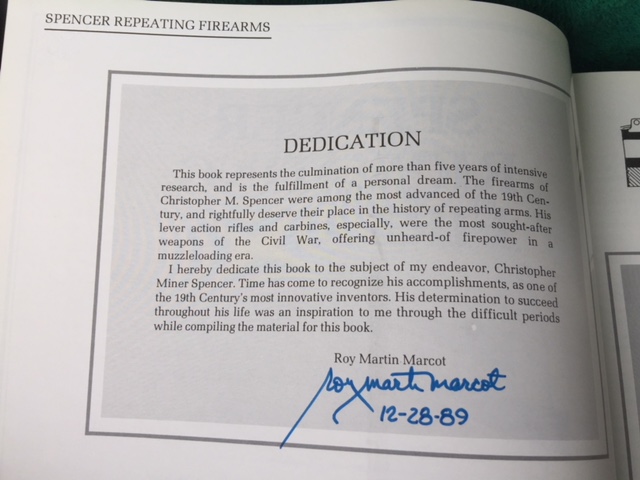 SPENCER REPEATING FIREARMS
DEDICATION
This book represents the culmination of more than five years of intensive
research, and is the fulfillment of a personal dream. The firearms of
Christopher M. Spencer were among the most advanced of the 19th Cen-
tury, and rightfully deserve their place in the history of repeating arms. His
lever action rifles and carbines, especially, were the most sought-after
weapons of the Civil War, offering unheard-of firepower in a
muzzleloading era.
I hereby dedicate this book to the subject of my endeavor, Christopher
Miner Spencer. Time has come to recognize his accomplishments, as one of
the 19th Century's most innovative inventors. His determination to succeed
throughout his life was an inspiration to me through the difficult periods
while compiling the material for this book.
Roy Martin Marcot
Roy Martin Marcot
12-28-89